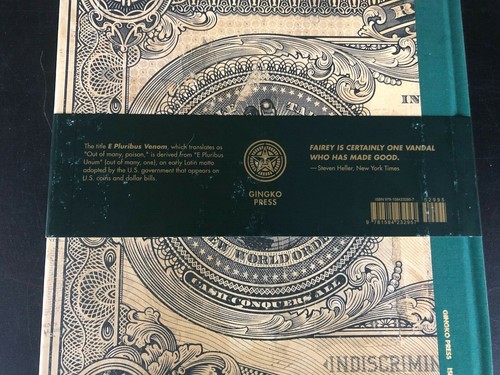 IN
The title E Pluribus Venom, which translates as
"Out of many, poison," is derived from "E Pluribus
Unum" (out of many, one), an early Latin motto
adopted by the U.S. government that appears on
U.S. coins and dollar bills.
GINGKO
PRESS
FAIREY IS CERTAINLY ONE VANDAL
WHO HAS MADE GOOD.
— Steven Heller, New York Times
NEW WORLD ORD
CASH CONQUERS ALL
INDISCRIMIN
GINGKO PRESS